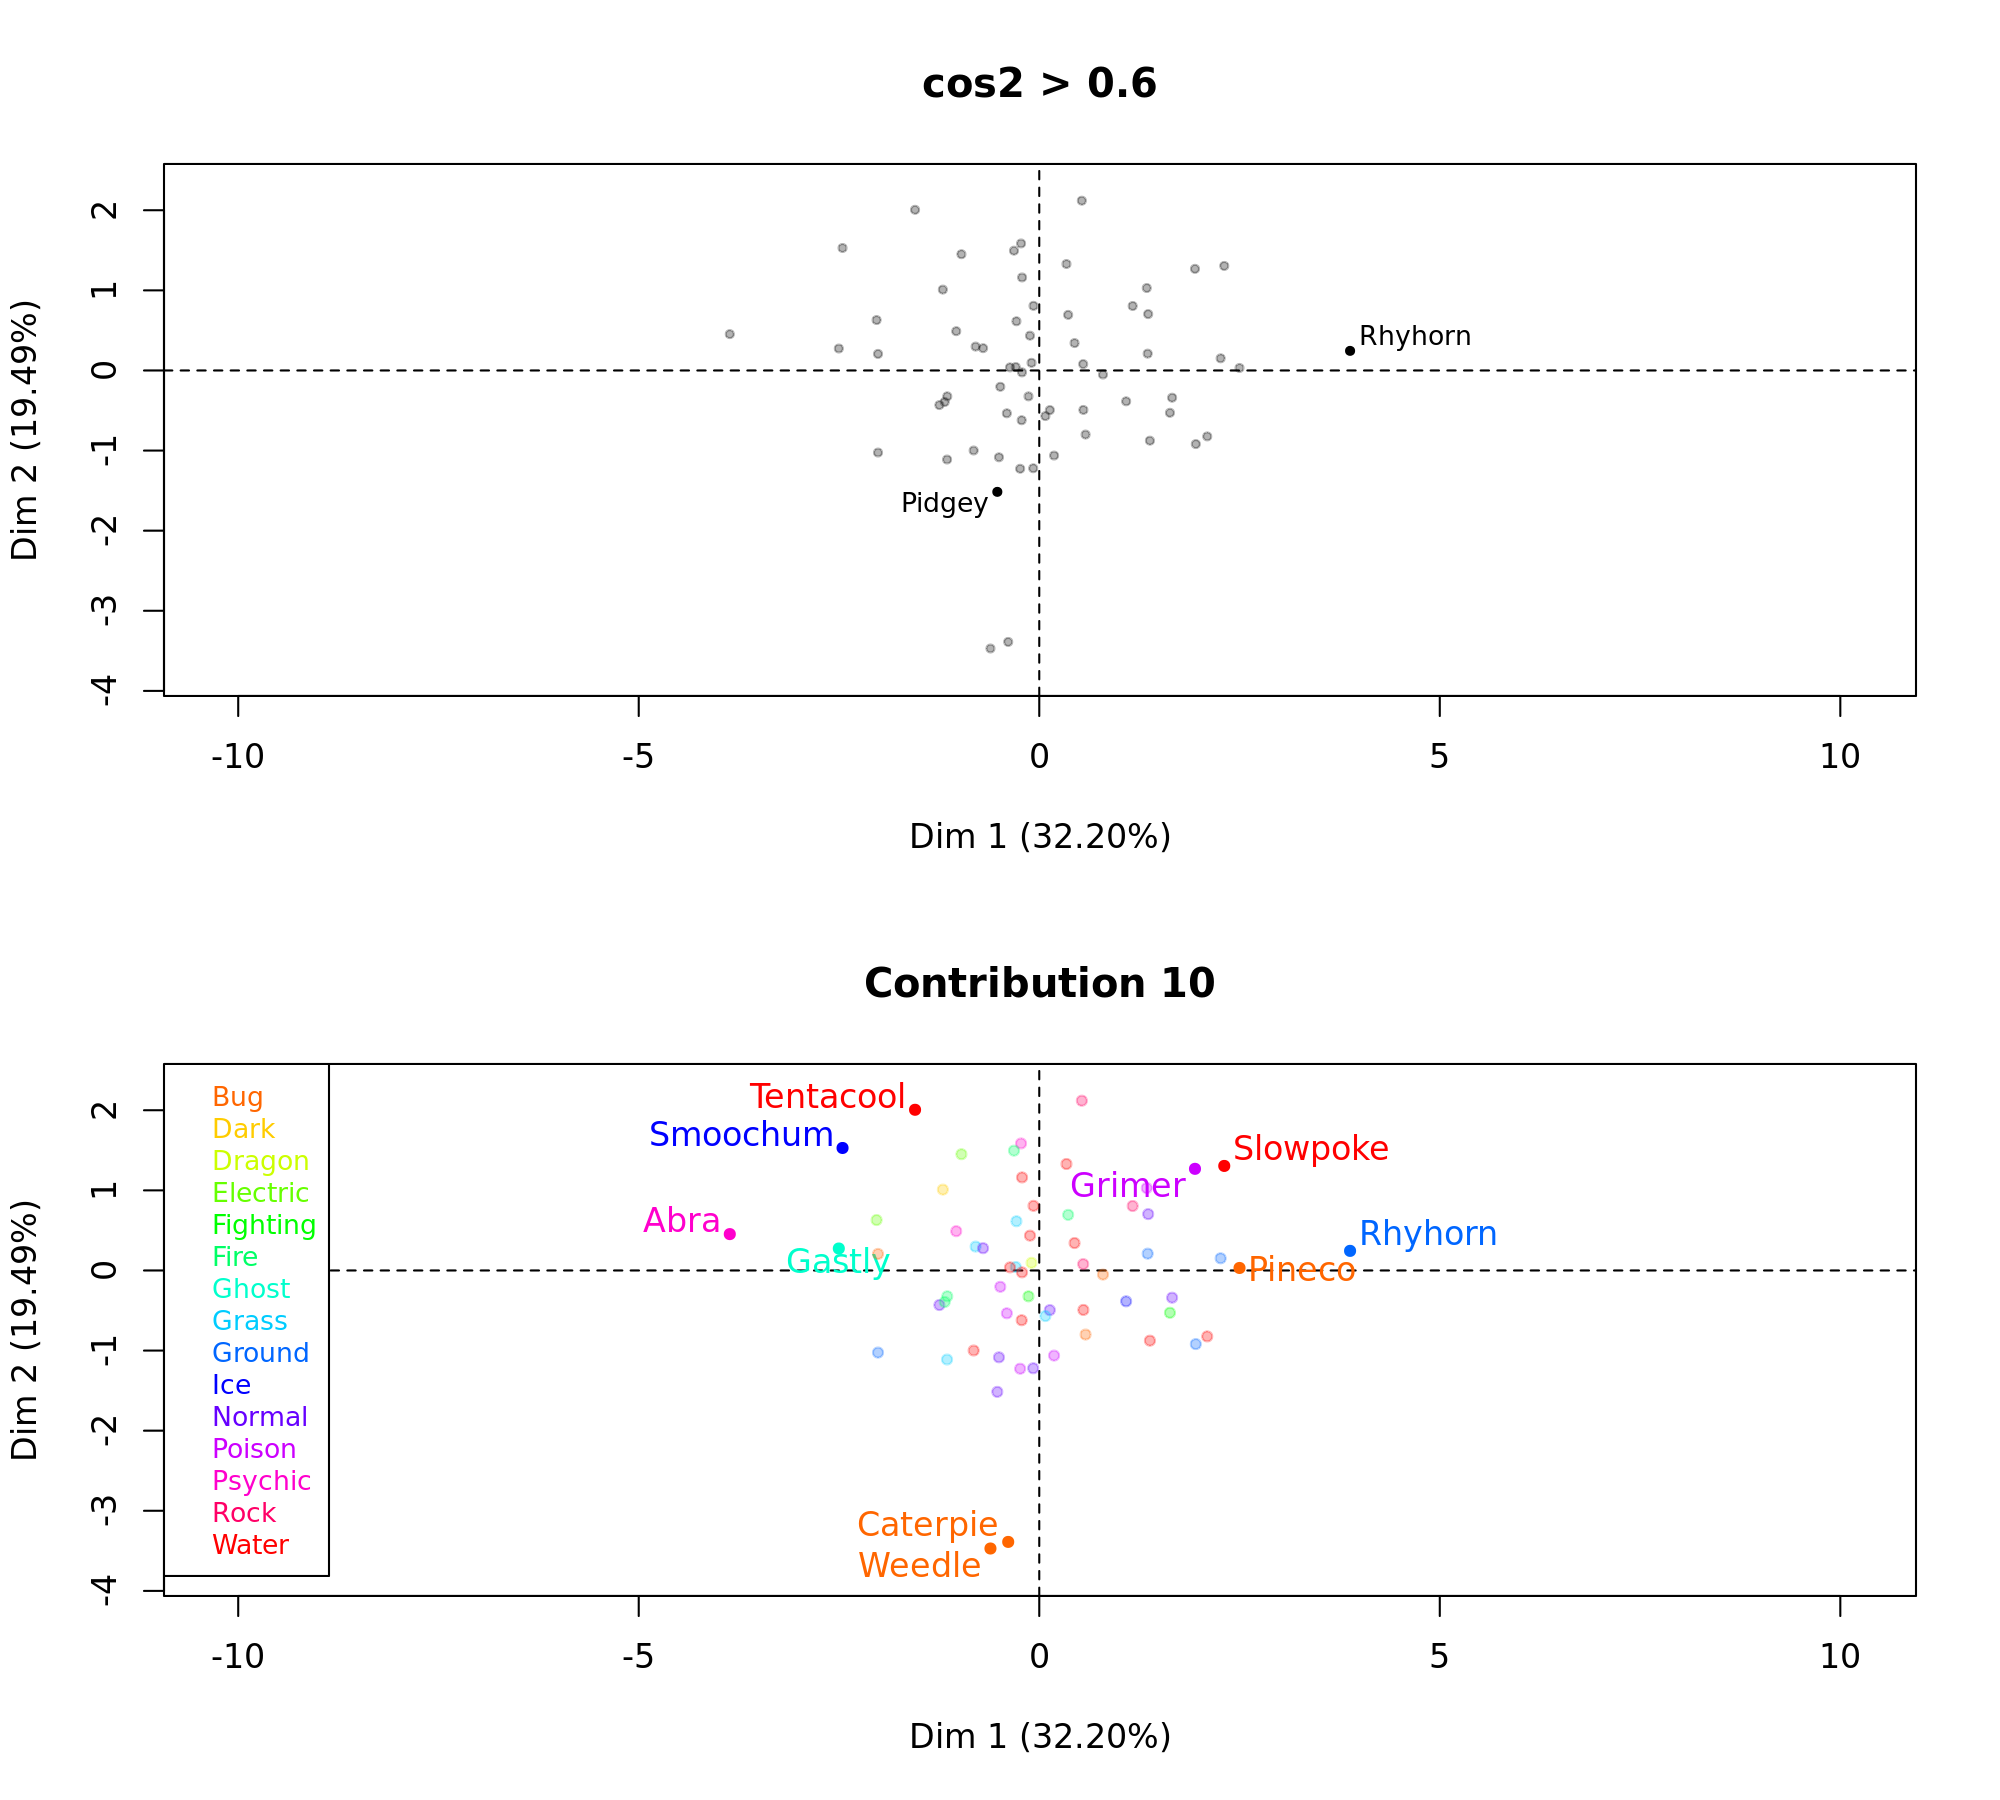 cos2 > 0.6
Dim 2 (19.49%)
2
1
0
-1
-2
-3
-4
Rhyhorn
Pidgey
-10 -5 0 5 10
Dim 1 (32.20%)
Contribution 10
Dim 2 (19.49%)
2
1
0
-1
-2
-3
-4
Bug
Dark
Dragon
Electric
Fighting
Fire
Ghost
Grass
Ground
Ice
Normal
Poison
Psychic
Rock
Water
Tentacool
Smoochum
Slowpoke
Grimer
Abra
Rhyhorn
Gastly
Pineco
Caterpie
Weedle
-10 -5 0 5 10
Dim 1 (32.20%)